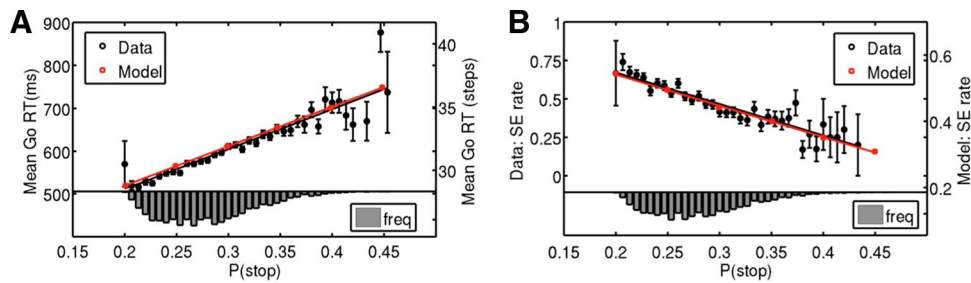 A
Mean Go RT(ms)
900
800
700
600
500
Data
Model
40
35
30
Mean Go RT (steps)
freq
0.15 0.2 0.25 0.3 0.35 0.4 0.45
P(stop)
B
Data: SE rate
1
0.75
0.5
0.25
0
Data
Model
0.6
0.4
0.2
Model: SE rate
freq
0.15 0.2 0.25 0.3 0.35 0.4 0.45
P(stop)